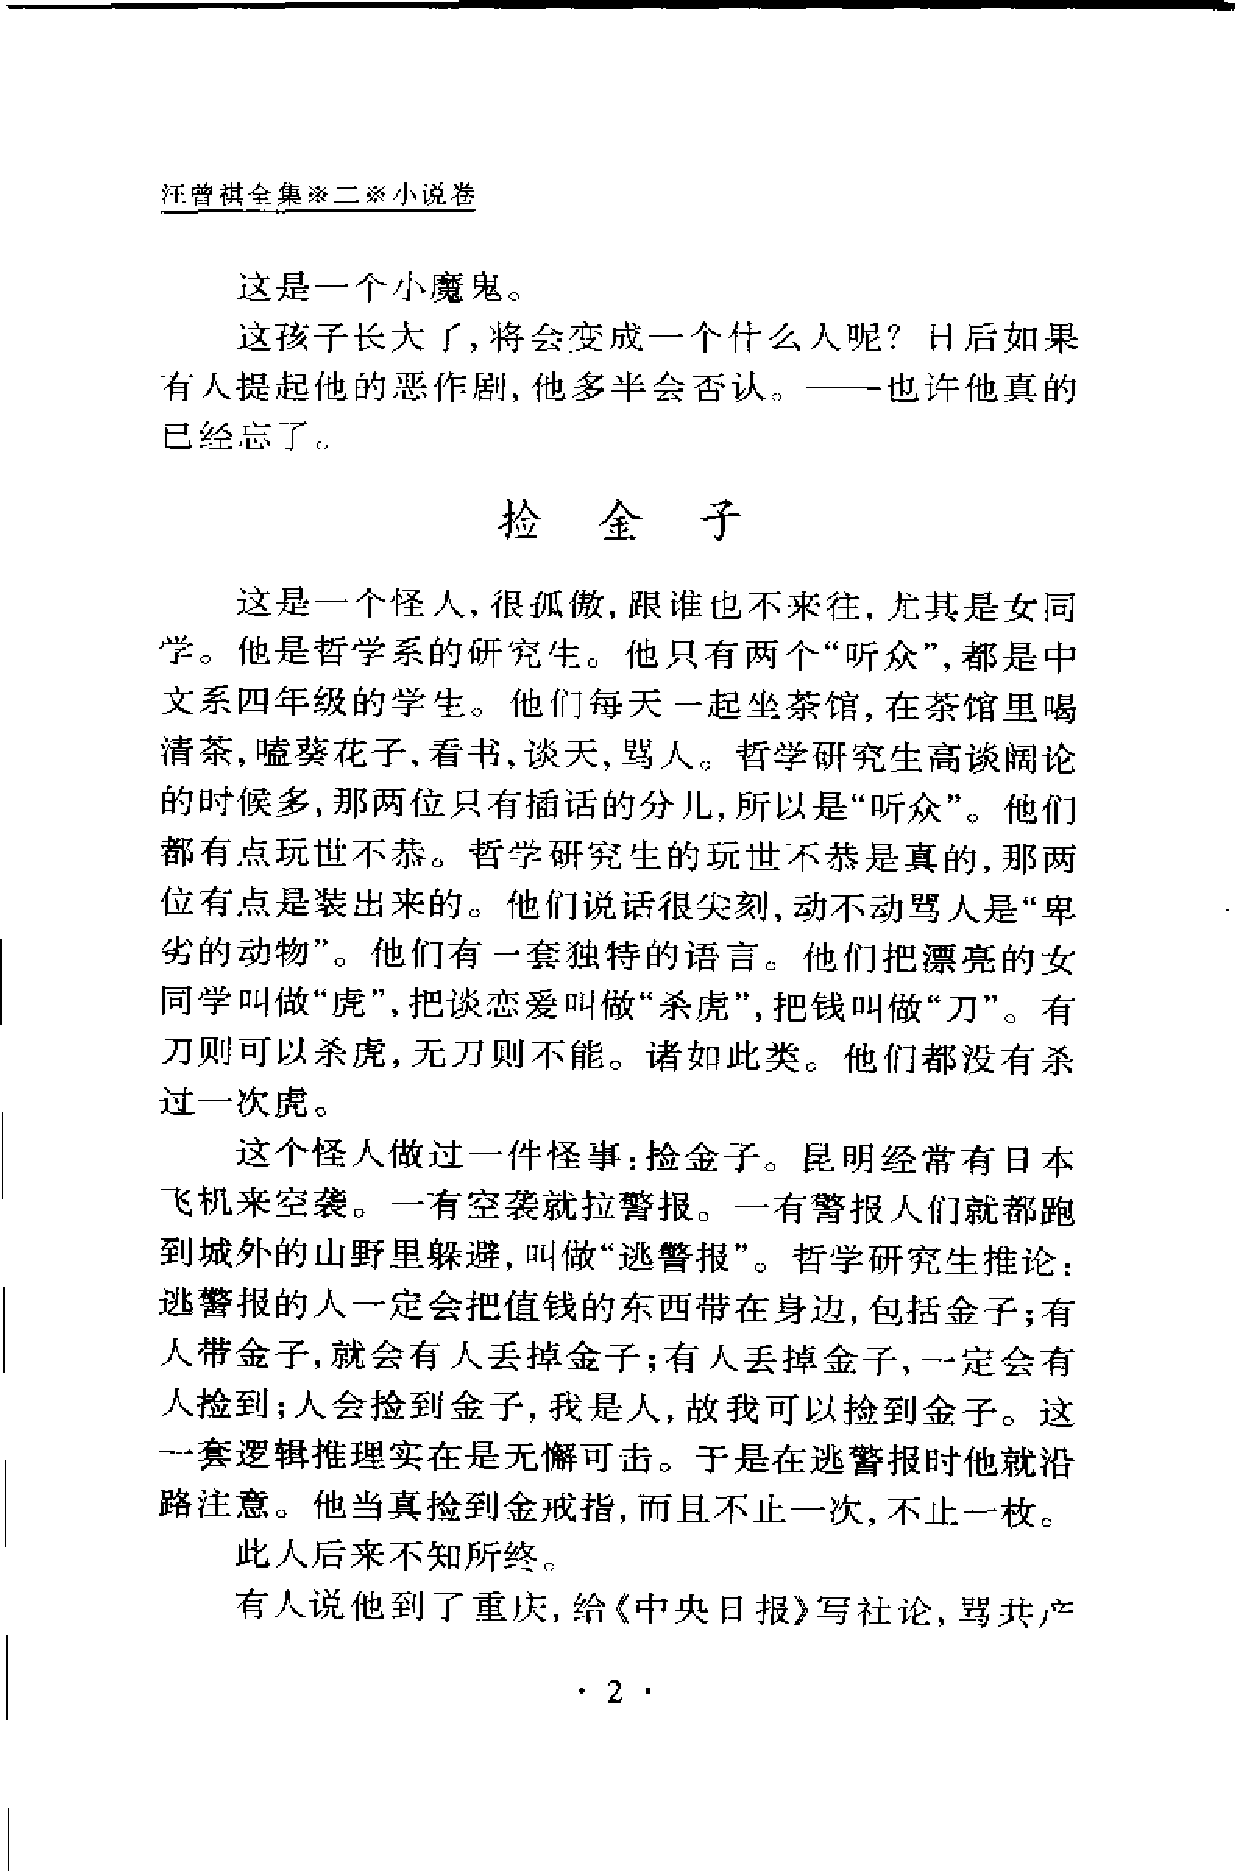 汪曾祺全集※二※小说卷
这是一个小魔鬼。
这孩子长大了,将会变成一个什么人呢?日后如果
有人提起他的恶作剧,他多半会否认。——也许他真的
已经忘了。
捡 金 子
这是一个怪人,很孤傲,跟谁也不来往,尤其是女同
学。他是哲学系的研究生。他只有两个“听众”,都是中
文系四年级的学生。他们每天一起坐茶馆,在茶馆里喝
清茶,嗑葵花子,看书,谈天,骂人。哲学研究生高谈阔论
的时候多,那两位只有插话的分儿,所以是“听众”。他们
都有点玩世不恭。哲学研究生的玩世不恭是真的,那两
位有点是装出来的。他们说话很尖刻,动不动骂人是“卑
劣的动物”。他们有一套独特的语言。他们把漂亮的女
同学叫做“虎”,把谈恋爱叫做“杀虎”,把钱叫做“刀”。有
刀则可以杀虎,无刀则不能。诸如此类。他们都没有杀
过一次虎。
这个怪人做过一件怪事:捡金子。昆明经常有日本
飞机来空袭。一有空袭就拉警报。一有警报人们就都跑
到城外的山野里躲避,叫做“逃警报”。哲学研究生推论:
逃警报的人一定会把值钱的东西带在身边,包括金子;有
人带金子,就会有人丢掉金子;有人丢掉金子,一定会有
人捡到;人会捡到金子,我是人,故我可以捡到金子。这
一套逻辑推理实在是无懈可击。于是在逃警报时他就沿
路注意。他当真捡到金戒指,而且不止一次,不止一枚。
此人后来不知所终。
有人说他到了重庆,给《中央日报》写社论,骂共产
· 2 ·